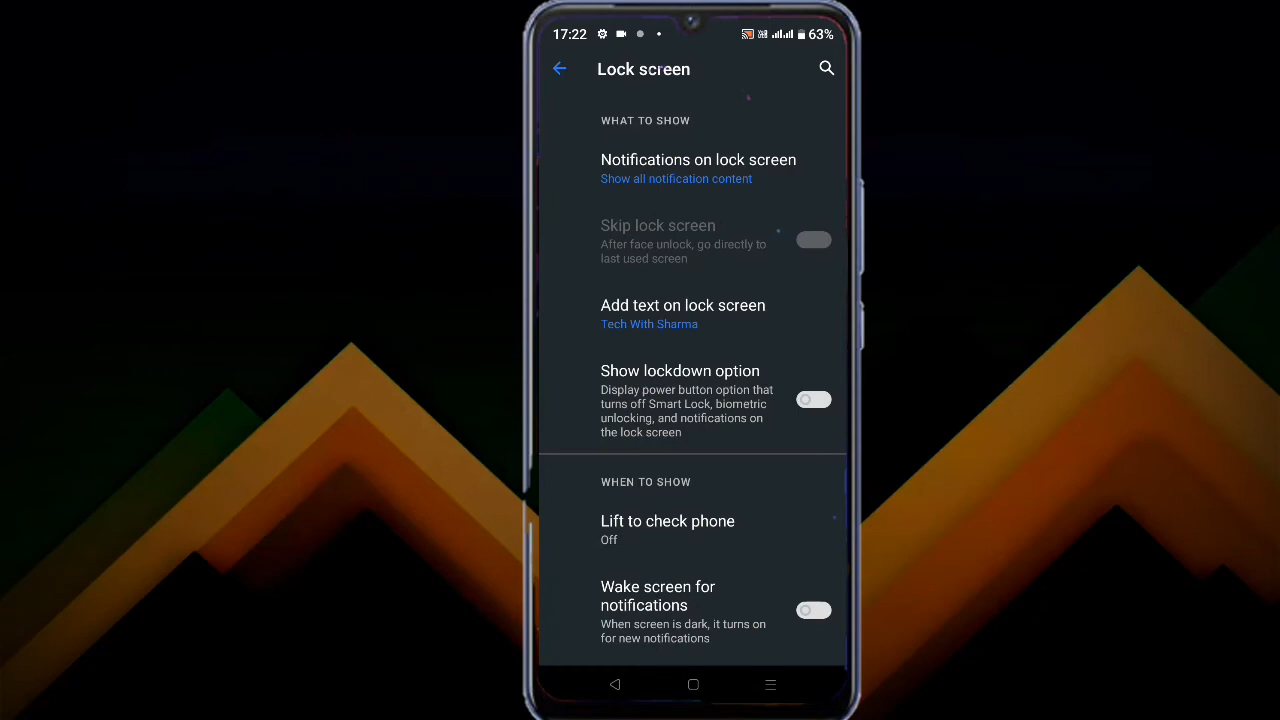 17:22 63%
Lock screen
WHAT TO SHOW
Notifications on lock screen
Show all notification content
Skip lock screen
After face unlock, go directly to
last used screen
Add text on lock screen
Tech With Sharma
Show lockdown option
Display power button option that
turns off Smart Lock, biometric
unlocking, and notifications on
the lock screen
WHEN TO SHOW
Lift to check phone
Off
Wake screen for
notifications
When screen is dark, it turns on
for new notifications